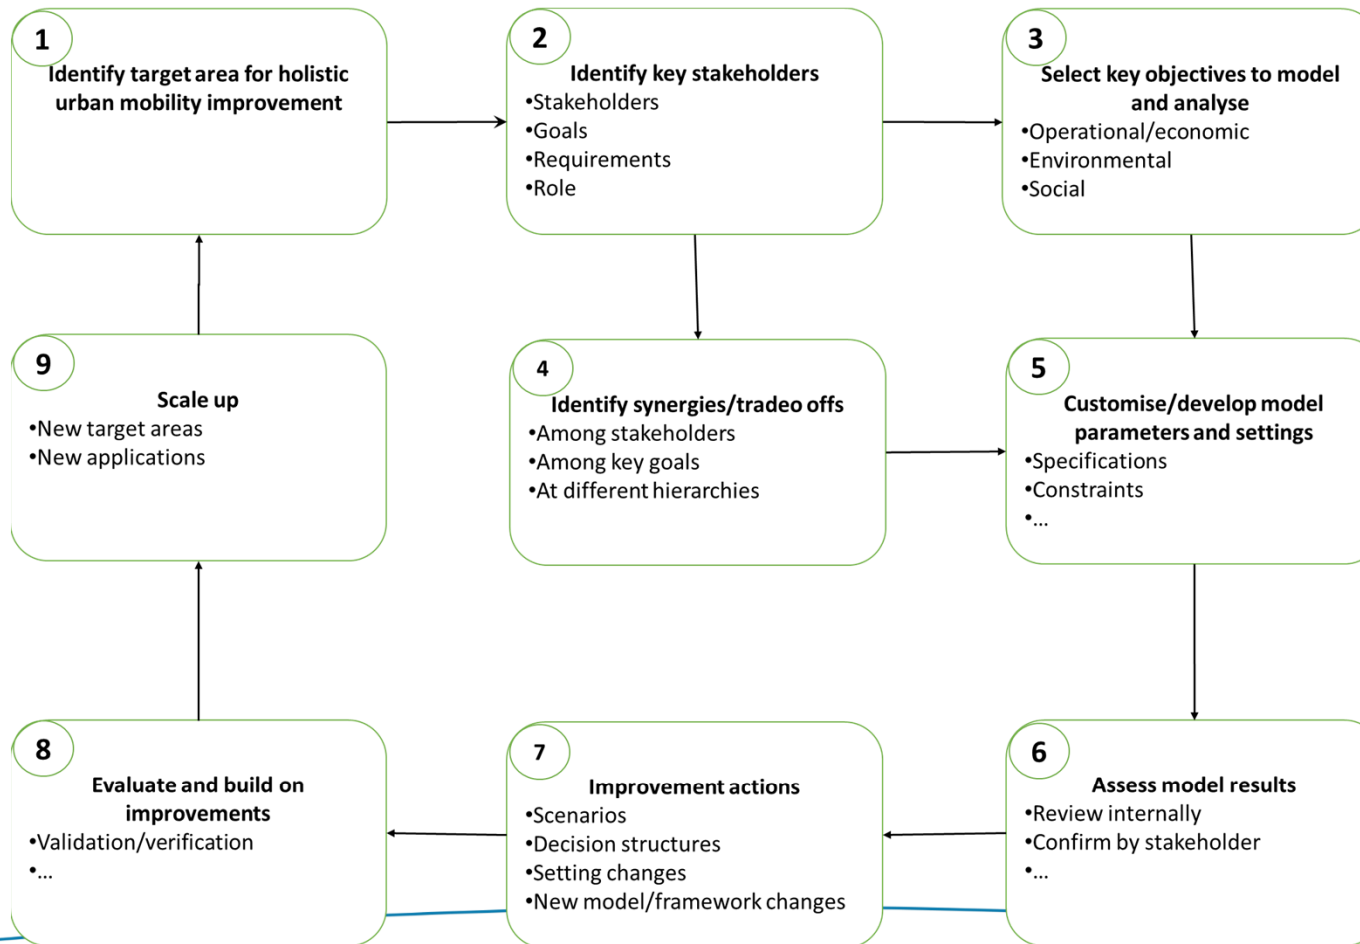 1
Identify target area for holistic
urban mobility improvement
2
Identify key stakeholders
•Stakeholders
•Goals
•Requirements
•Role
3
Select key objectives to model
and analyse
•Operational/economic
•Environmental
•Social
9
Scale up
•New target areas
•New applications
4
Identify synergies/tradeo offs
•Among stakeholders
•Among key goals
•At different hierarchies
5
Customise/develop model
parameters and settings
•Specifications
•Constraints
•...
8
Evaluate and build on
improvements
•Validation/verification
•...
7
Improvement actions
•Scenarios
•Decision structures
•Setting changes
•New model/framework changes
6
Assess model results
•Review internally
•Confirm by stakeholder
•...